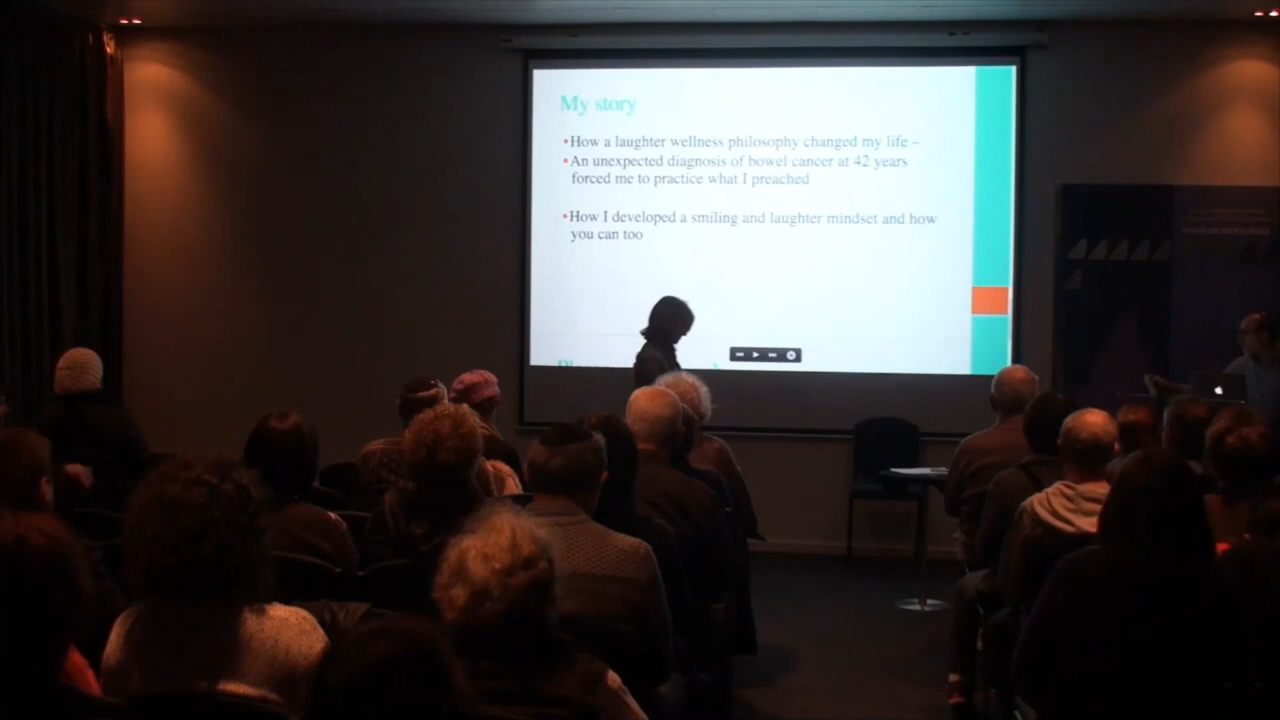 My story
•How a laughter wellness philosophy changed my life –
•An unexpected diagnosis of bowel cancer at 42 years
forced me to practice what I preached
•How I developed a smiling and laughter mindset and how
you can too